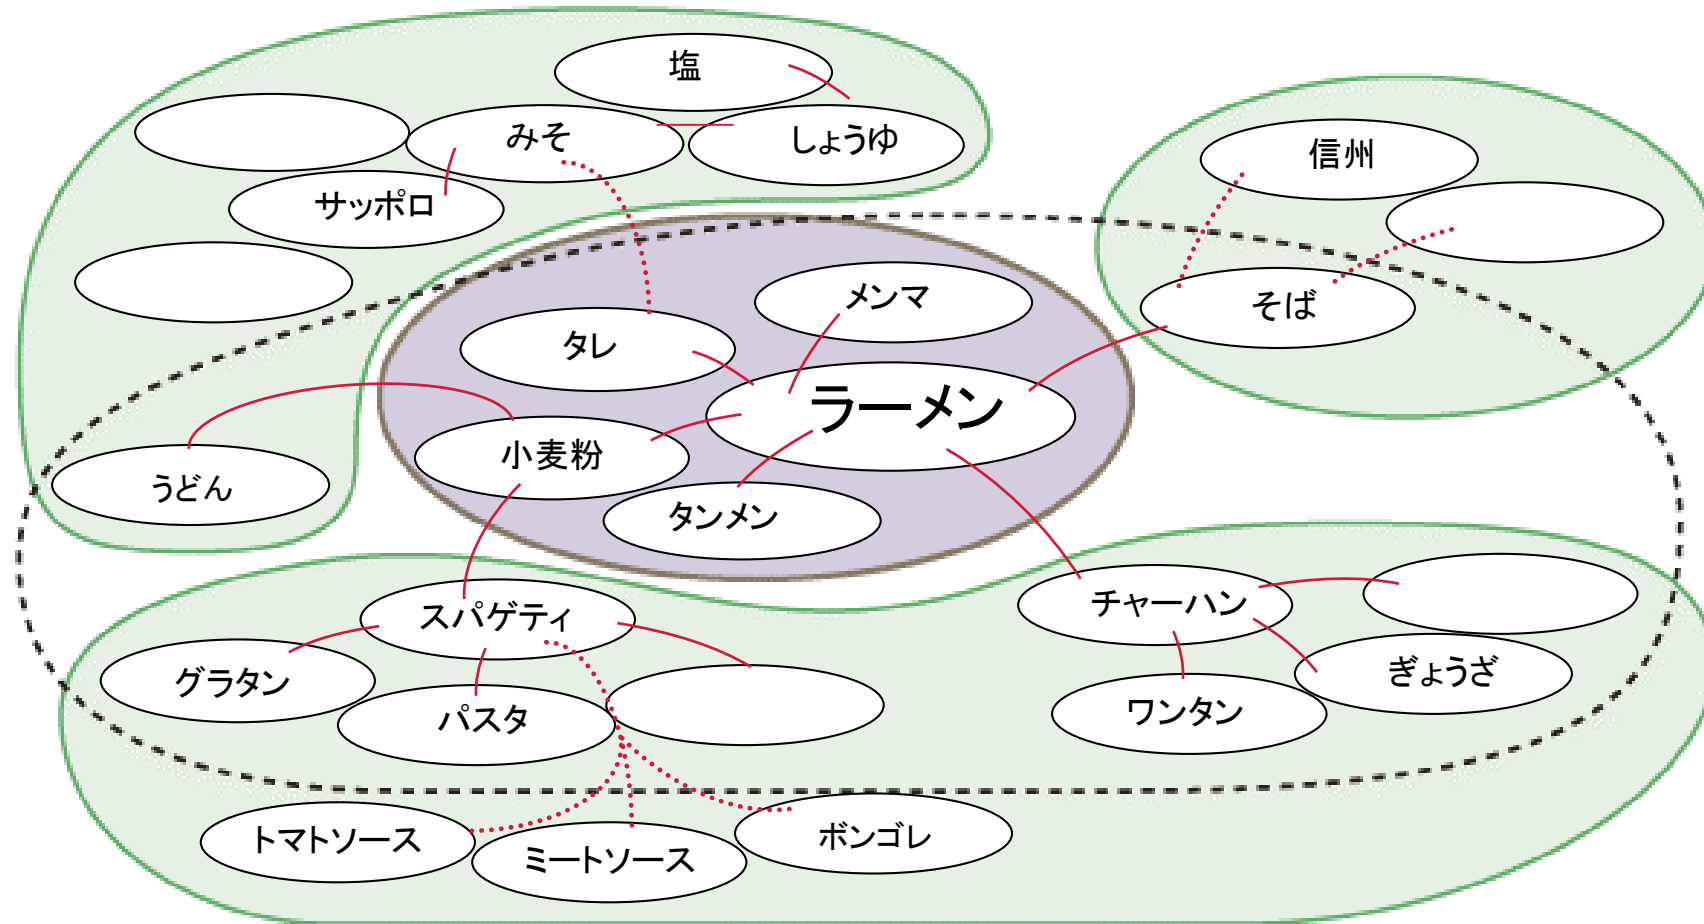 塩
みそ
しょうゆ
サッポロ
信州
そば
メンマ
タレ
ラーメン
小麦粉
タンメン
うどん
スパゲティ
チャーハン
グラタン
パスタ
ワンタン
ぎょうざ
トマトソース
ミートソース
ボンゴレ